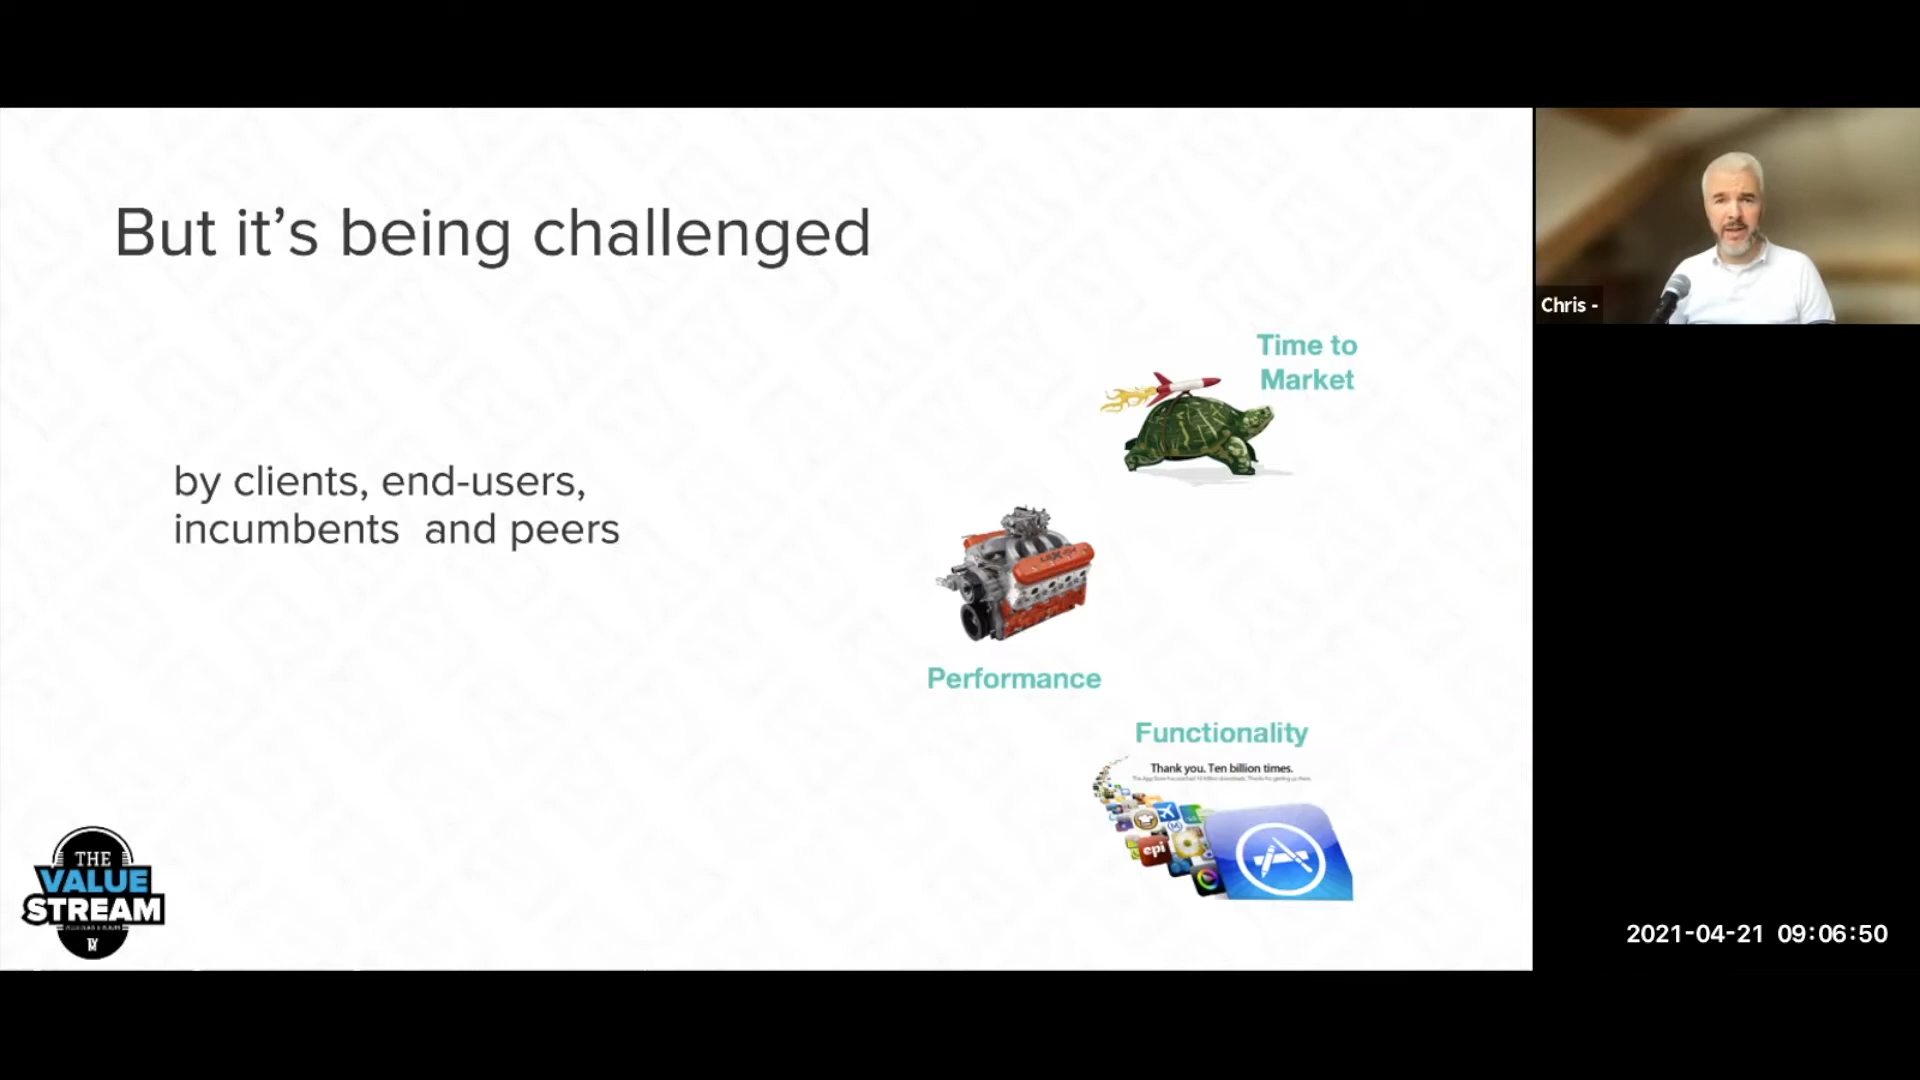 But it’s being challenged
by clients, end-users,
incumbents  and peers
Time to
Market
Performance
Functionality
Thank you. Ten billion times.
epi
THE
VALUE
STREAM
Chris -
2021-04-21 09:06:50